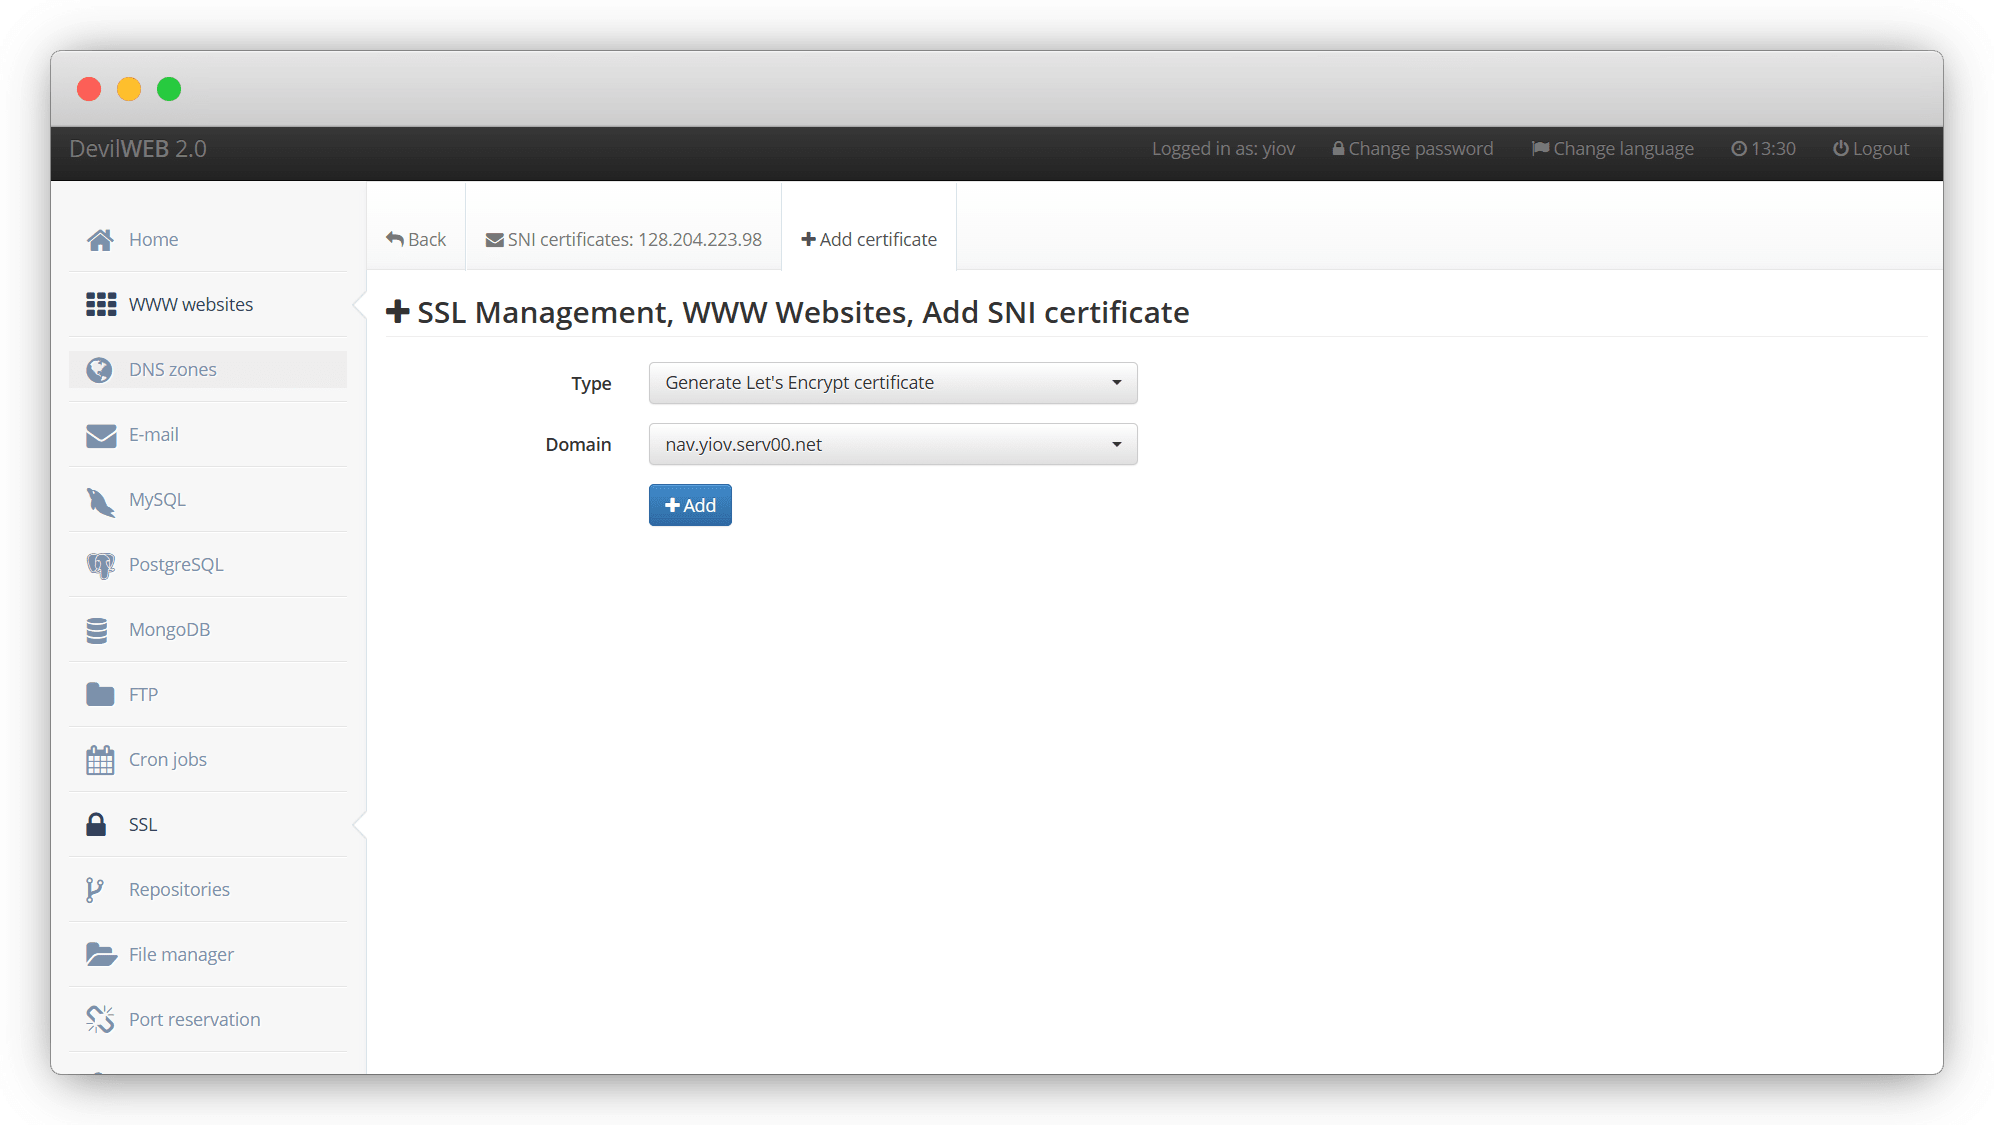 DevilWEB 2.0
Logged in as: yiov
Change password
Change language
13:30
Logout
Home
WWW websites
DNS zones
E-mail
MySQL
PostgreSQL
MongoDB
FTP
Cron jobs
SSL
Repositories
File manager
Port reservation
Back
SNI certificates: 128.204.223.98
Add certificate
SSL Management, WWW Websites, Add SNI certificate
Type
Generate Let's Encrypt certificate
Domain
nav.yiov.serv00.net
Add